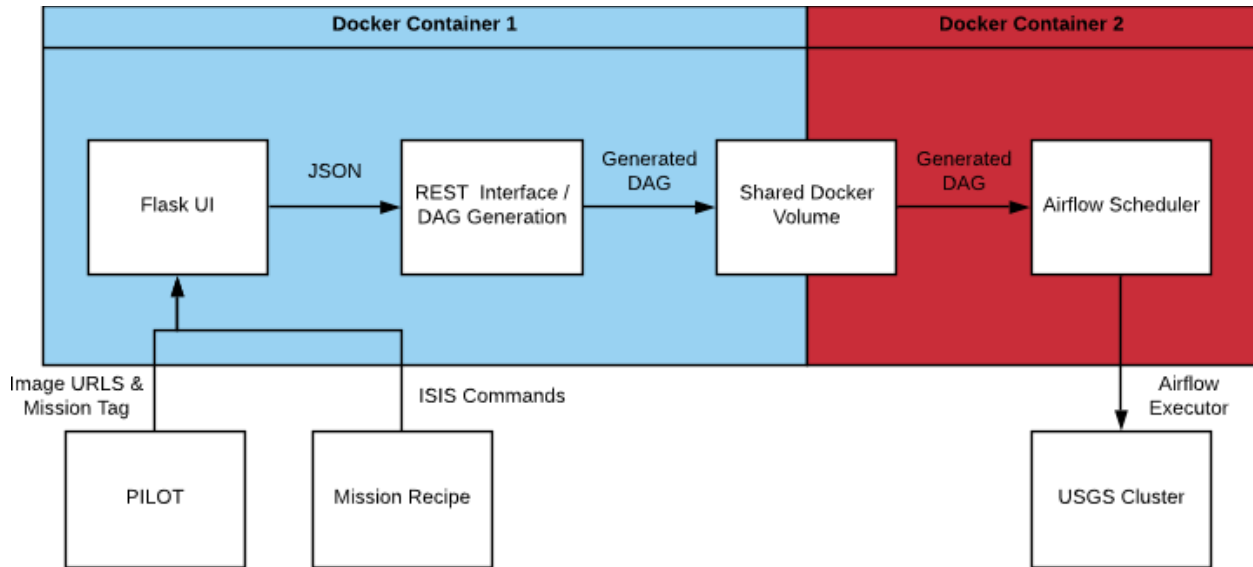 Docker Container 1
Docker Container 2
Flask UI
JSON
REST Interface /
DAG Generation
Generated
DAG
Shared Docker
Volume
Generated
DAG
Airflow Scheduler
Image URLS &
Mission Tag
ISIS Commands
Airflow
Executor
PILOT
Mission Recipe
USGS Cluster